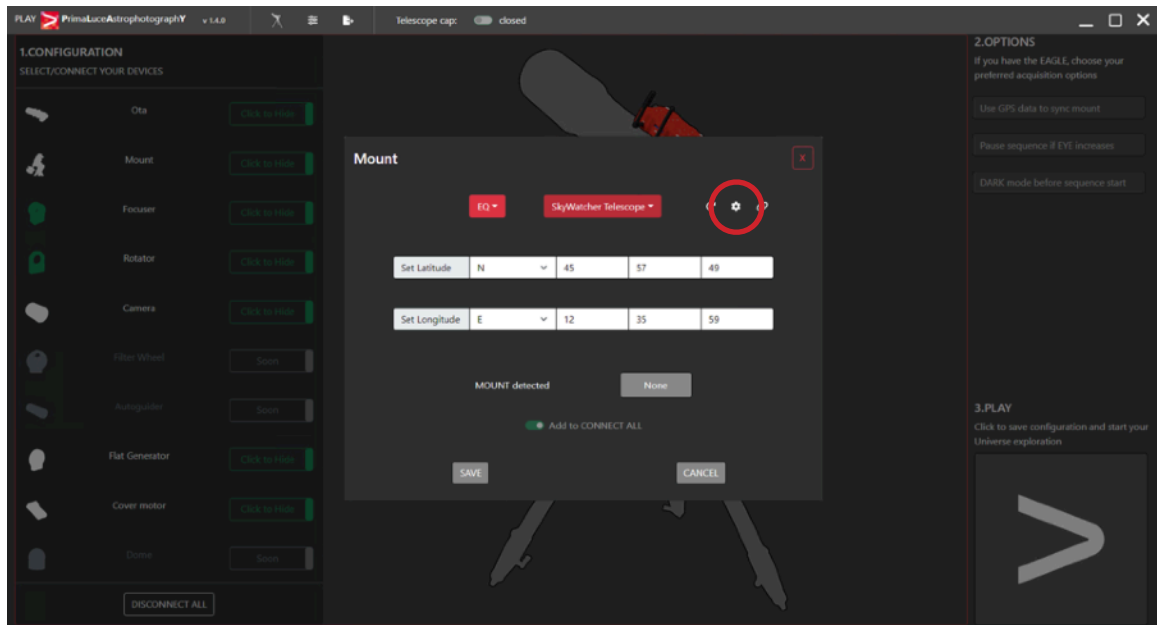 PLAY PrimaLuceAstrophotographY v 1.4.0 Telescope cap: closed
1.CONFIGURATION
SELECT/CONNECT YOUR DEVICES
Ota Click to Hide
Mount Click to Hide
Focuser Click to Hide
Rotator Click to Hide
Camera Click to Hide
Filter Wheel Soon
Autoguider Soon
Flat Generator Click to Hide
Cover motor Click to Hide
Dome Soon
DISCONNECT ALL
Mount X
EQ SkyWatcher Telescope
Set Latitude N 45 57 49
Set Longitude E 12 35 59
MOUNT detected None
Add to CONNECT ALL
SAVE CANCEL
2.OPTIONS
If you have the EAGLE, choose your
preferred acquisition options
Use GPS data to sync mount
Pause sequence if EYE increases
DARK mode before sequence start
3.PLAY
Click to save configuration and start your
Universe exploration